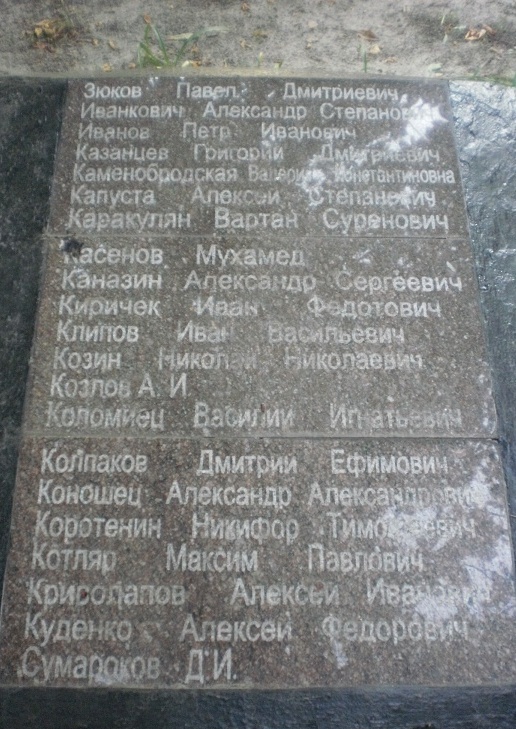 Зюков Павел Дмитриевич
Иванкович Александр Степанович
Иванов Петр Иванович
Казанцев Григорий Дмитриевич
Каменобродская Валерия Константиновна
Капуста Алексей Степанович
Каракулян Вартан Суренович
Касенов Мухамед
Каназин Александр Сергеевич
Киричек Иван Федотович
Клипов Иван Васильевич
Козин Николай Николаевич
Козлов А. И
Коломиец Василий Игнатьевич
Колпаков Дмитрий Ефимович
Коношец Александр Александрович
Коротенин Никифор Тимофеевич
Котляр Максим Павлович
Криволапов Алексей Иванович
Куденко Алексей Федорович
Сумароков Д.И.